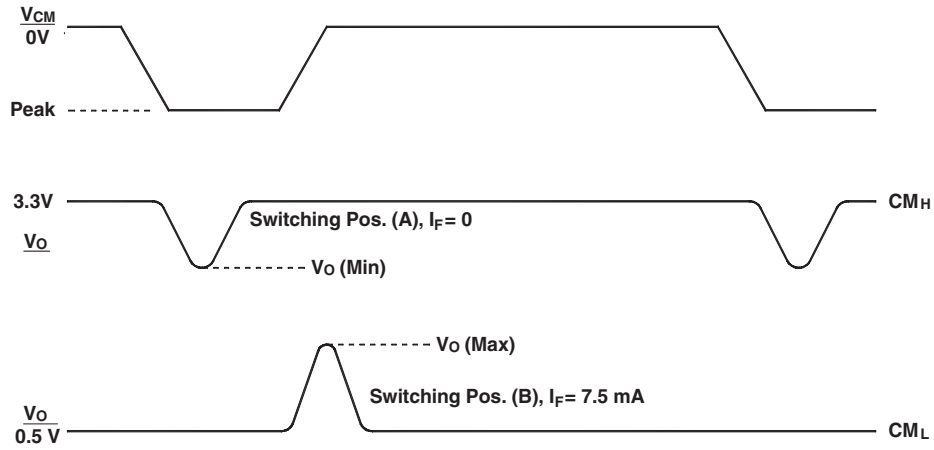 VCM
0V
Peak
3.3V
CMH
Switching Pos. (A), IF= 0
VO
VO (Min)
VO (Max)
Switching Pos. (B), IF= 7.5 mA
VO
0.5 V
CML